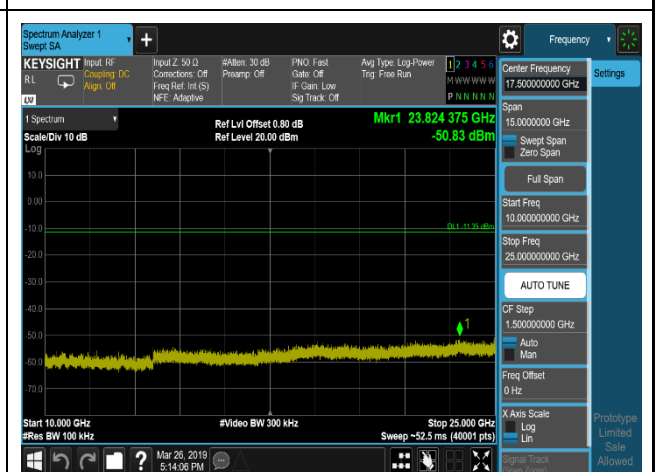 Spectrum Analyzer 1
Swept SA
+
Frequency
KEYSIGHT
RL
Input: RF
Coupling: DC
Align: Off
Input Z: 50 Ω
Corrections: Off
Freq Ref: Int (S)
NFE: Adaptive
#Atten: 30 dB
Preamp: Off
PNO: Fast
Gate: Off
IF Gain: Low
Sig Track: Off
Avg Type: Log-Power
Trig: Free Run
1 2 3 4 5 6
M W W W W W
P N N N N N
1 Spectrum
Scale/Div 10 dB
Ref Lvl Offset 0.80 dB
Ref Level 20.00 dBm
Mkr1 23.824 375 GHz
-50.83 dBm
Log
10.0
0.00
-10.0
-20.0
-30.0
-40.0
-50.0
-60.0
-70.0
DL1 -11.35 dBm
1
Start 10.000 GHz
#Res BW 100 kHz
#Video BW 300 kHz
Stop 25.000 GHz
Sweep ~52.5 ms (40001 pts)
?
Mar 26, 2019
5:14:06 PM
Center Frequency
17.500000000 GHz
Settings
Span
15.0000000 GHz
Swept Span
Zero Span
Full Span
Start Freq
10.000000000 GHz
Stop Freq
25.000000000 GHz
AUTO TUNE
CF Step
1.500000000 GHz
Auto
Man
Freq Offset
0 Hz
X Axis Scale
Log
Lin
Signal Track
Prototype
Limited
Sale
Allowed